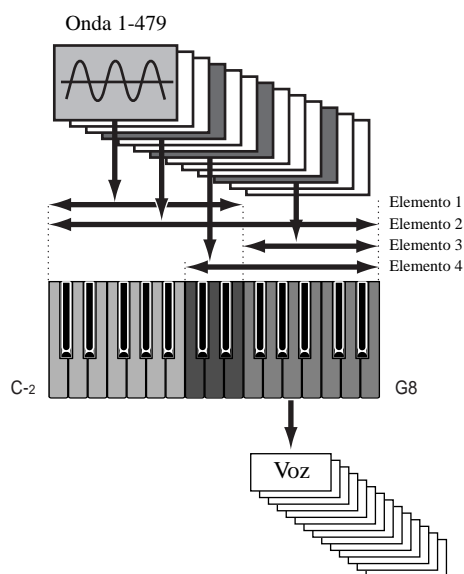 Onda 1-479
Elemento 1
Elemento 2
Elemento 3
Elemento 4
C-2
G8
Voz